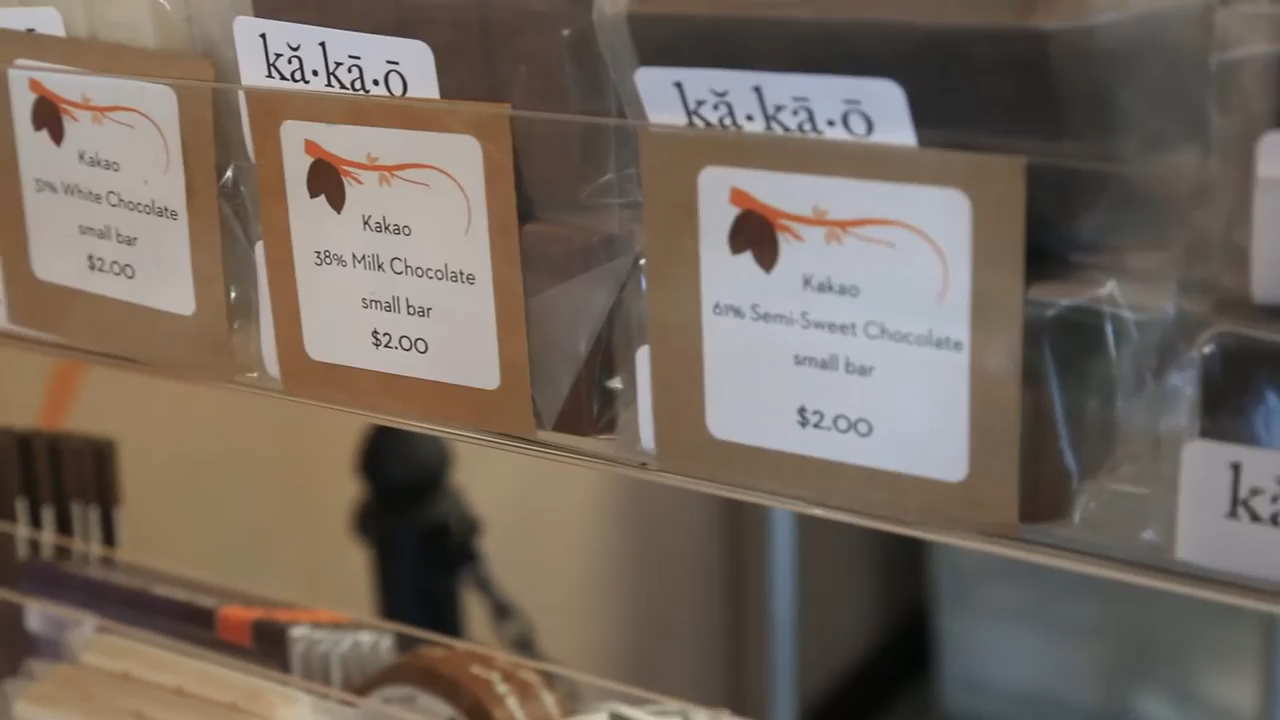 kă·kā·ō
kă·kā·ō
Kakao
31% White Chocolate
small bar
$2.00
Kakao
38% Milk Chocolate
small bar
$2.00
Kakao
61% Semi-Sweet Chocolate
small bar
$2.00
kă